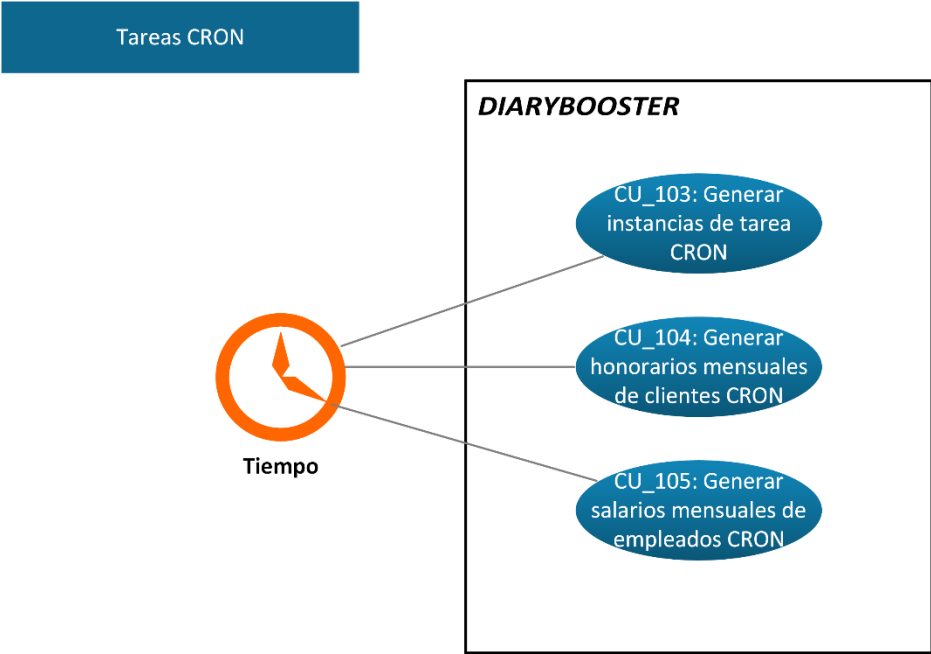 Tareas CRON
DIARYBOOSTER
CU_103: Generar
instancias de tarea
CRON
CU_104: Generar
honorarios mensuales
de clientes CRON
Tiempo
CU_105: Generar
salarios mensuales de
empleados CRON